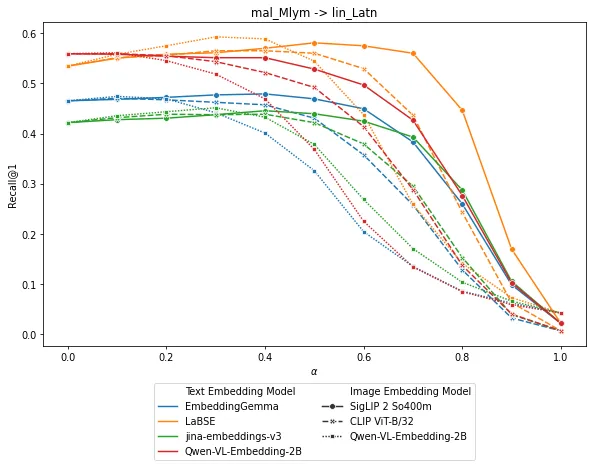 mal_Mlym -> lin_Latn
Recall@1
0.6
0.5
0.4
0.3
0.2
0.1
0.0
0.0 0.2 0.4 0.6 0.8 1.0
α
Text Embedding Model
EmbeddingGemma
LaBSE
jina-embeddings-v3
Qwen-VL-Embedding-2B
Image Embedding Model
SigLIP 2 So400m
CLIP ViT-B/32
Qwen-VL-Embedding-2B